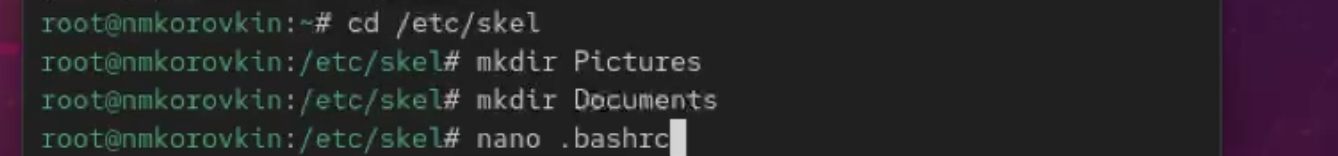 root@nmkorovkin:~# cd /etc/skel
root@nmkorovkin:/etc/skel# mkdir Pictures
root@nmkorovkin:/etc/skel# mkdir Documents
root@nmkorovkin:/etc/skel# nano .bashrc